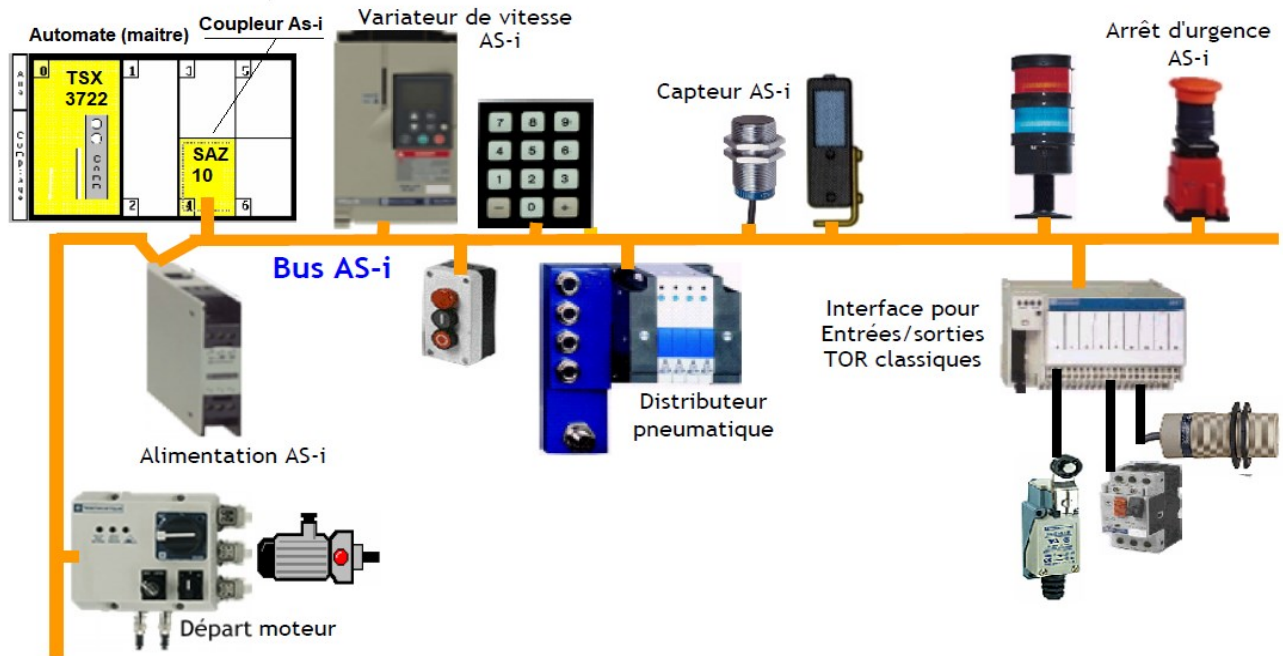 Automate (maitre)
Coupleur As-i
Variateur de vitesse
AS-i
Arrêt d'urgence
AS-i
Capteur AS-i
0
1
3
5
TSX
3722
SAZ
10
2
4
6
7 8 9
4 5 6
1 2 3
- 0 +
Bus AS-i
Interface pour
Entrées/sorties
TOR classiques
Distributeur
pneumatique
Alimentation AS-i
Départ moteur